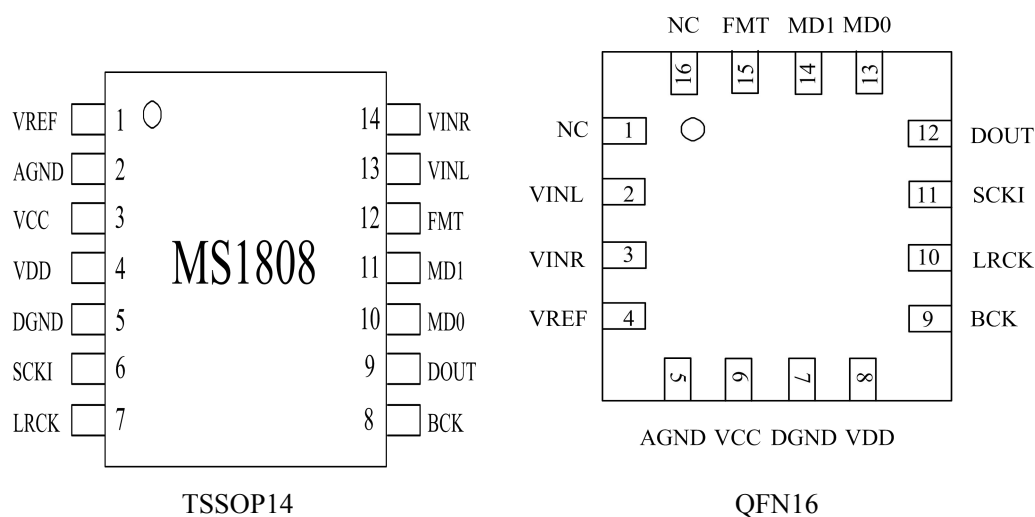 VREF 1 14 VINR
AGND 2 13 VINL
VCC 3 12 FMT
VDD 4 MS1808 11 MD1
DGND 5 10 MD0
SCKI 6 9 DOUT
LRCK 7 8 BCK
TSSOP14
NC FMT MD1 MD0
16 15 14 13
NC 1 12 DOUT
VINL 2 11 SCKI
VINR 3 10 LRCK
VREF 4 9 BCK
5 6 7 8
AGND VCC DGND VDD
QFN16